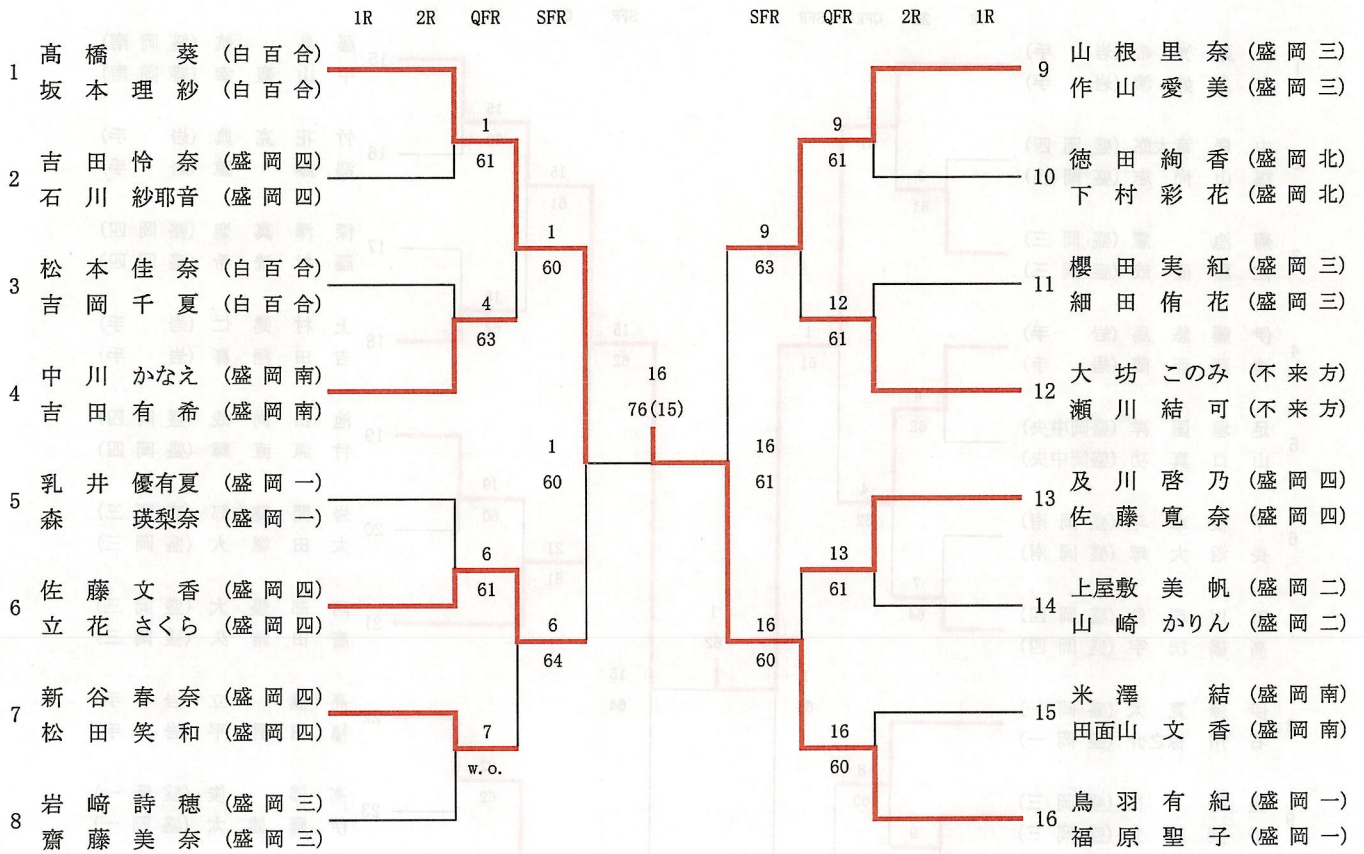 1R 2R QFR SFR SFR QFR 2R 1R
1 髙橋 葵 (白百合)
坂本理紗 (白百合)
2 吉田怜奈 (盛岡四)
石川紗耶音 (盛岡四)
3 松本佳奈 (白百合)
吉岡千夏 (白百合)
4 中川かなえ (盛岡南)
吉田有希 (盛岡南)
5 乳井優有夏 (盛岡一)
森 瑛梨奈 (盛岡一)
6 佐藤文香 (盛岡四)
立花さくら (盛岡四)
7 新谷春奈 (盛岡四)
松田笑和 (盛岡四)
8 岩﨑詩穂 (盛岡三)
齋藤美奈 (盛岡三)
1
61
4
63
6
61
7
w.o.
1
60
6
64
1
60
16
76(15)
16
61
9
63
16
60
9
61
12
61
13
61
16
60
9 山根里奈 (盛岡三)
作山愛美 (盛岡三)
10 徳田絢香 (盛岡北)
下村彩花 (盛岡北)
11 櫻田実紅 (盛岡三)
細田侑花 (盛岡三)
12 大坊このみ (不来方)
瀬川結可 (不来方)
13 及川啓乃 (盛岡四)
佐藤寛奈 (盛岡四)
14 上屋敷美帆 (盛岡二)
山崎かりん (盛岡二)
15 米澤 結 (盛岡南)
田面山文香 (盛岡南)
16 鳥羽有紀 (盛岡一)
福原聖子 (盛岡一)